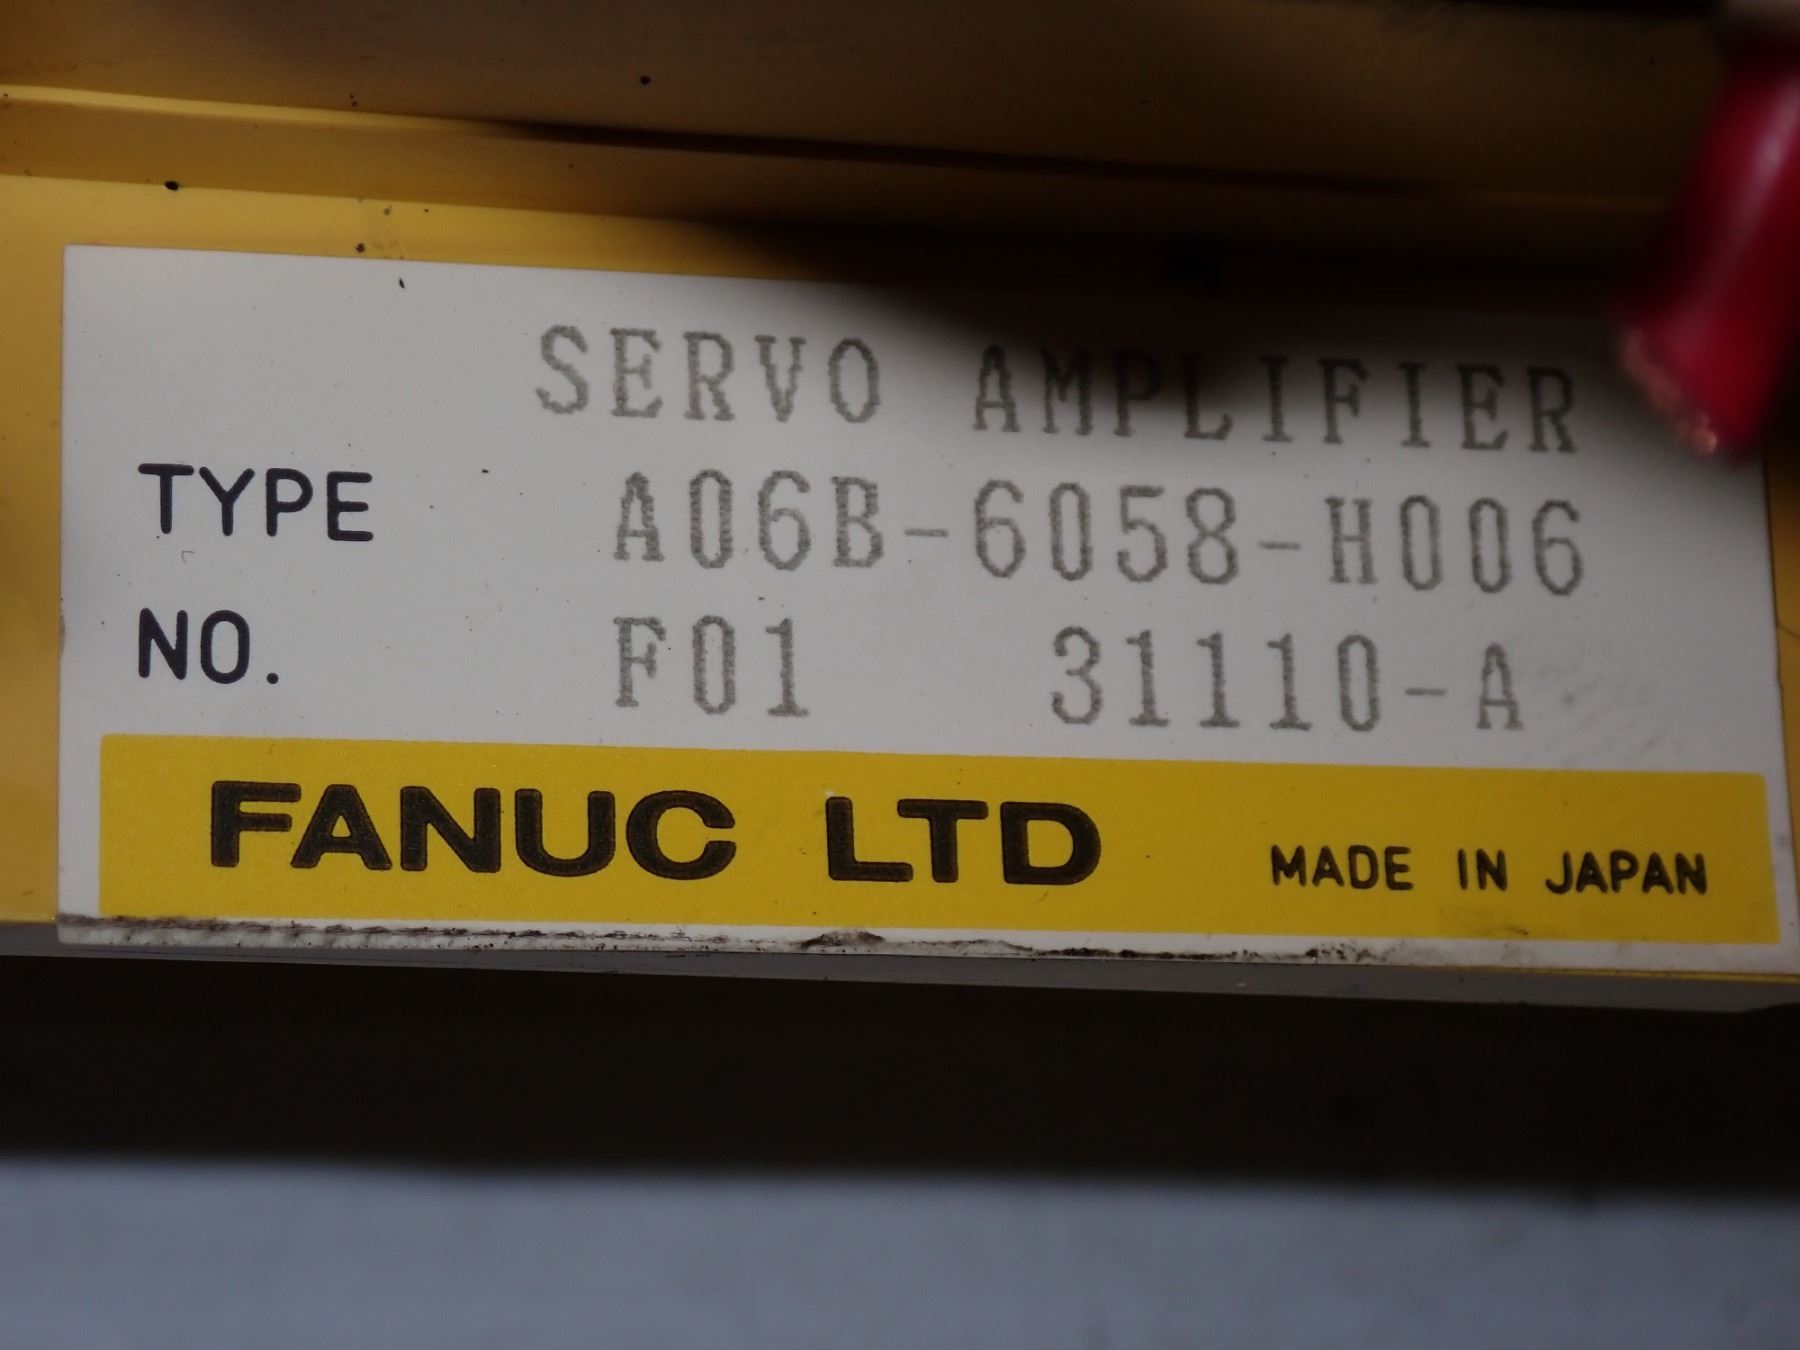 SERVO AMPLIFIER
TYPE A06B-6058-H006
NO. F01 31110-A
FANUC LTD MADE IN JAPAN